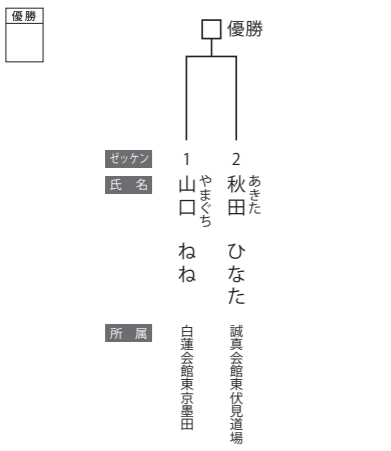 優勝
優勝
ゼッケン 1 2
氏名 山口 ねね 秋田 ひなた
やまぐち あきた
所属 白蓮会館東京墨田 誠真会館東伏見道場